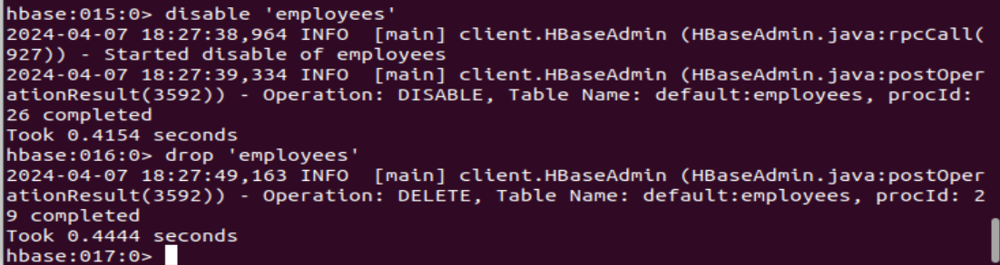 hbase:015:0> disable 'employees'
2024-04-07 18:27:38,964 INFO  [main] client.HBaseAdmin (HBaseAdmin.java:rpcCall(
927)) - Started disable of employees
2024-04-07 18:27:39,334 INFO  [main] client.HBaseAdmin (HBaseAdmin.java:postOper
ationResult(3592)) - Operation: DISABLE, Table Name: default:employees, procId:
26 completed
Took 0.4154 seconds
hbase:016:0> drop 'employees'
2024-04-07 18:27:49,163 INFO  [main] client.HBaseAdmin (HBaseAdmin.java:postOper
ationResult(3592)) - Operation: DELETE, Table Name: default:employees, procId: 2
9 completed
Took 0.4444 seconds
hbase:017:0>